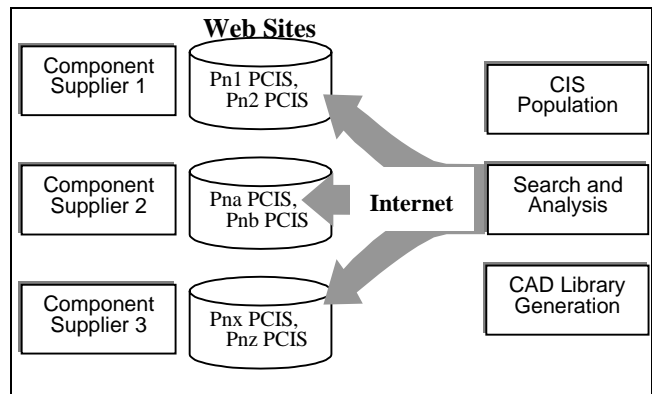 Web Sites
Component
Supplier 1
Pn1 PCIS,
Pn2 PCIS
CIS
Population
Component
Supplier 2
Pna PCIS,
Pnb PCIS
Internet
Search and
Analysis
Component
Supplier 3
Pnx PCIS,
Pnz PCIS
CAD Library
Generation